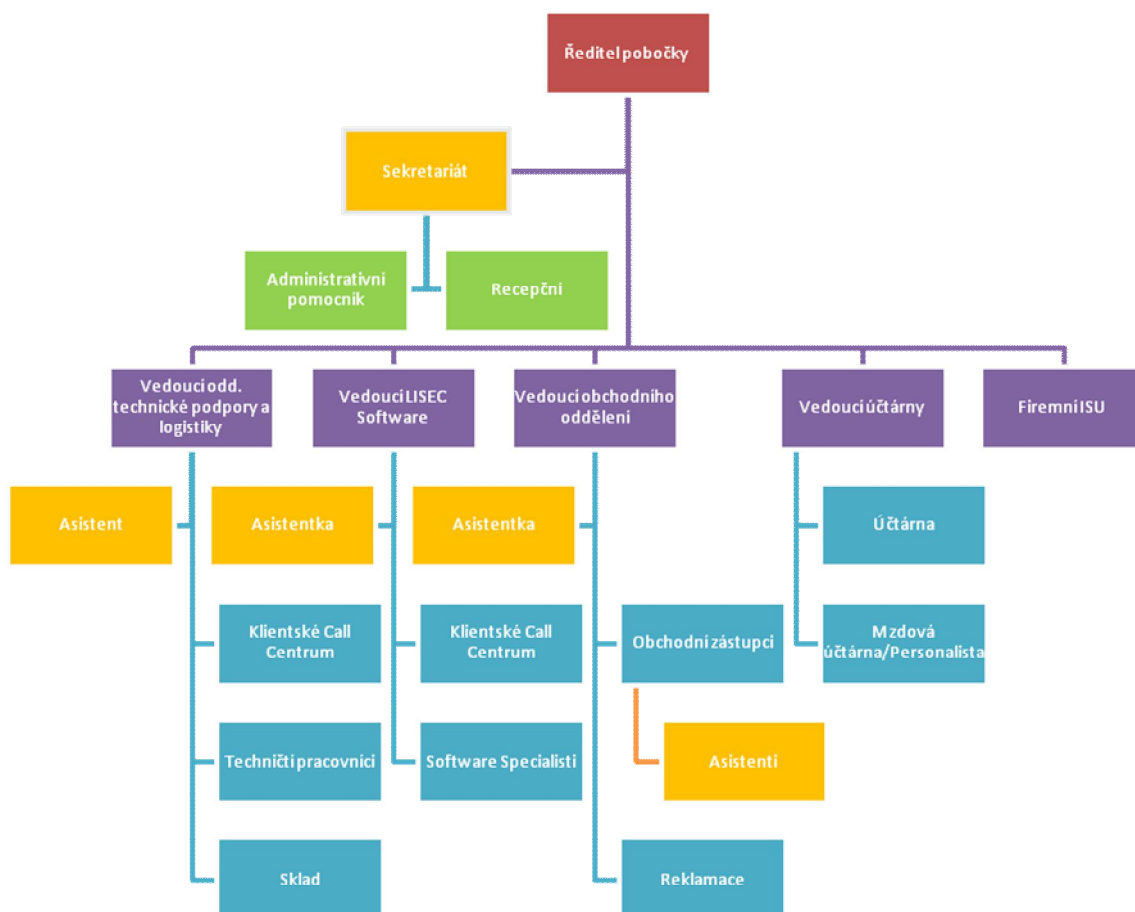 Ředitel pobočky
Sekretariát
Administrativní
pomocník
Recepční
Vedoucí odd.
technické podpory a
logistiky
Vedoucí LISEC
Software
Vedoucí obchodního
oddělení
Vedoucí účtárny
Firemní ISU
Asistent
Asistentka
Asistentka
Účtárna
Klientské Call
Centrum
Klientské Call
Centrum
Obchodní zástupci
Mzdová
účtárna/Personalista
Techničtí pracovníci
Software Specialisti
Asistenti
Sklad
Reklamace